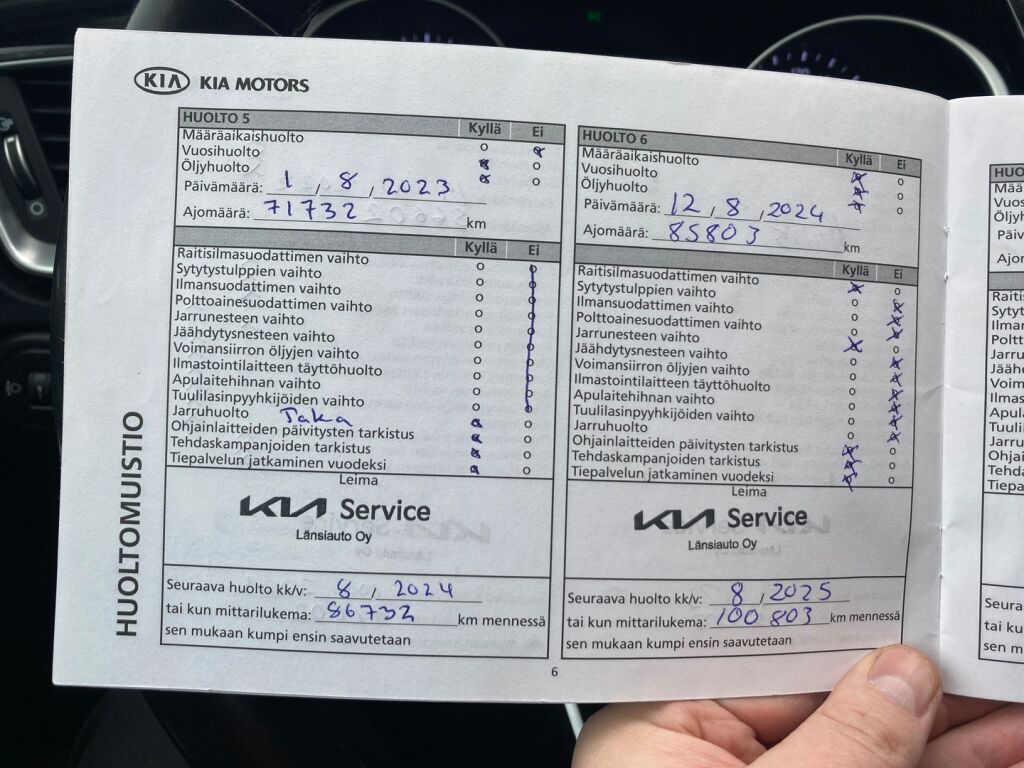 KIA KIA MOTORS
HUOLTOMUISTIO
HUOLTO 5 Kyllä Ei
Määräaikaishuolto
Vuosihuolto
Öljyhuolto
Päivämäärä: 1 / 8 / 2023
Ajomäärä: 71732 km
Kyllä Ei
Raitisilmasuodattimen vaihto
Sytytystulppien vaihto
Ilmansuodattimen vaihto
Polttoainesuodattimen vaihto
Jarrunesteen vaihto
Jäähdytysnesteen vaihto
Voimansiirron öljyjen vaihto
Ilmastointilaitteen täyttöhuolto
Apulaitehihnan vaihto
Tuulilasinpyyhkijöiden vaihto
Jarruhuolto Taka
Ohjainlaitteiden päivitysten tarkistus
Tehdaskampanjoiden tarkistus
Tiepalvelun jatkaminen vuodeksi
Leima
KIA Service
Länsiauto Oy
Seuraava huolto kk/v: 8 / 2024
tai kun mittarilukema: 86732 km mennessä
sen mukaan kumpi ensin saavutetaan
HUOLTO 6 Kyllä Ei
Määräaikaishuolto
Vuosihuolto
Öljyhuolto
Päivämäärä: 12 / 8 / 2024
Ajomäärä: 85803 km
Kyllä Ei
Raitisilmasuodattimen vaihto
Sytytystulppien vaihto
Ilmansuodattimen vaihto
Polttoainesuodattimen vaihto
Jarrunesteen vaihto
Jäähdytysnesteen vaihto
Voimansiirron öljyjen vaihto
Ilmastointilaitteen täyttöhuolto
Apulaitehihnan vaihto
Tuulilasinpyyhkijöiden vaihto
Jarruhuolto
Ohjainlaitteiden päivitysten tarkistus
Tehdaskampanjoiden tarkistus
Tiepalvelun jatkaminen vuodeksi
Leima
KIA Service
Länsiauto Oy
Seuraava huolto kk/v: 8 / 2025
tai kun mittarilukema: 100 803 km mennessä
sen mukaan kumpi ensin saavutetaan
6